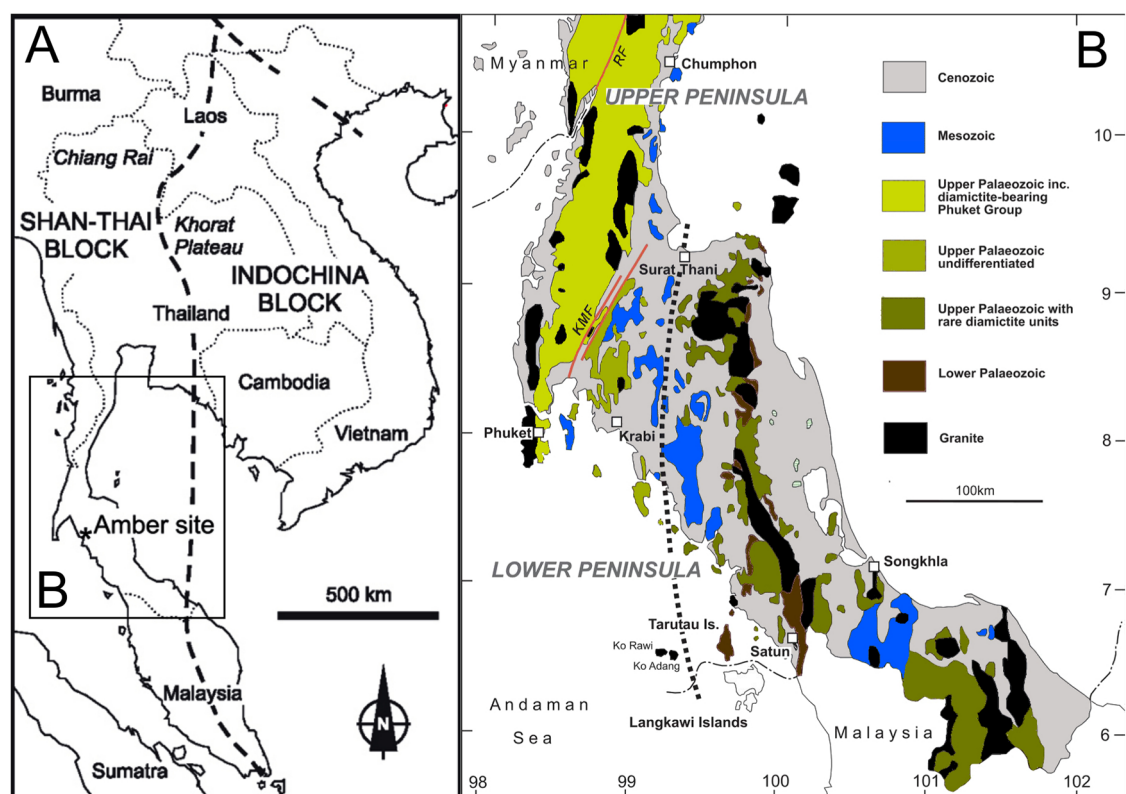 A
Burma
Laos
Chiang Rai
SHAN-THAI
BLOCK
Khorat
Plateau
INDOCHINA
BLOCK
Thailand
Cambodia
Vietnam
*Amber site
B
500 km
Malaysia
N
Sumatra
B
Myanmar
RF
Chumphon
UPPER PENINSULA
Surat Thani
KMF
Phuket
Krabi
LOWER PENINSULA
Songkhla
Tarutau Is.
Ko Rawi
Ko Adang
Satun
Langkawi Islands
Andaman
Sea
Malaysia
Cenozoic
Mesozoic
Upper Palaeozoic inc.
diamictite-bearing
Phuket Group
Upper Palaeozoic
undifferentiated
Upper Palaeozoic with
rare diamictite units
Lower Palaeozoic
Granite
100km
10
9
8
7
6
98
99
100
101
102